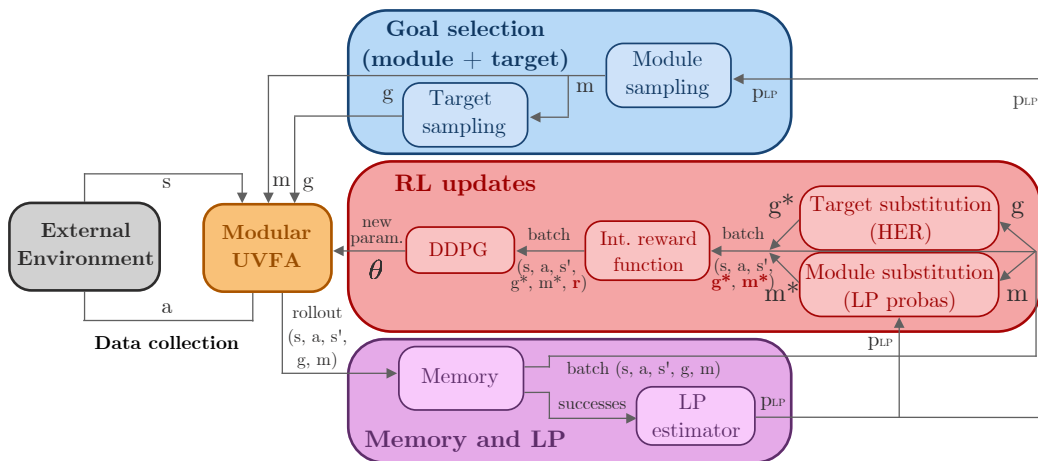 Goal selection
(module + target)
Module
sampling
m
g
Target
sampling
pLP
pLP
s
m
g
External
Environment
Modular
UVFA
a
Data collection
RL updates
new
param.
θ
DDPG
batch
(s, a, s',
g*, m*, r)
Int. reward
function
batch
(s, a, s',
g*, m*)
g*
Target substitution
(HER)
g
m*
Module substitution
(LP probas)
m
pLP
rollout
(s, a, s',
g, m)
Memory
batch (s, a, s', g, m)
successes
LP
estimator
pLP
Memory and LP